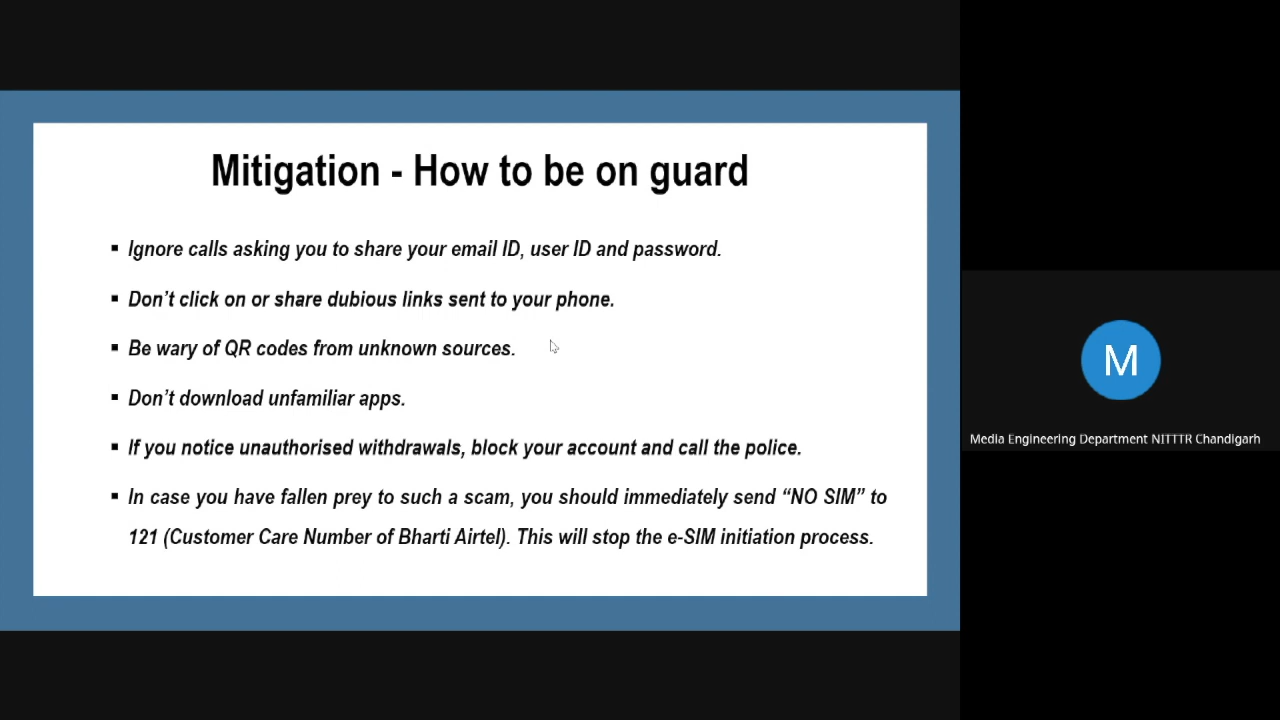 Mitigation - How to be on guard
▪ Ignore calls asking you to share your email ID, user ID and password.
▪ Don’t click on or share dubious links sent to your phone.
▪ Be wary of QR codes from unknown sources.
▪ Don’t download unfamiliar apps.
▪ If you notice unauthorised withdrawals, block your account and call the police.
▪ In case you have fallen prey to such a scam, you should immediately send “NO SIM” to
121 (Customer Care Number of Bharti Airtel). This will stop the e-SIM initiation process.
M
Media Engineering Department NITTTR Chandigarh